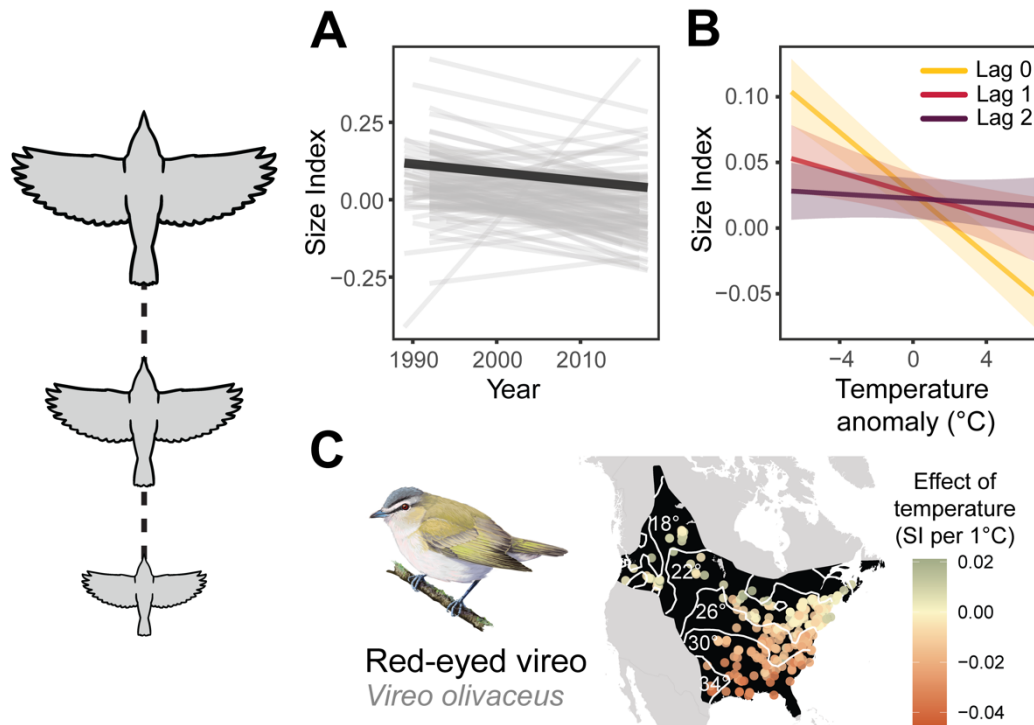 A
Size Index
0.25
0.00
−0.25
1990
2000
2010
Year
B
Size Index
0.10
0.05
0.00
−0.05
−4
0
4
Temperature
anomaly (°C)
Lag 0
Lag 1
Lag 2
C
Red-eyed vireo
Vireo olivaceus
18°
22°
26°
30°
34°
Effect of
temperature
(SI per 1°C)
0.02
0.00
−0.02
−0.04